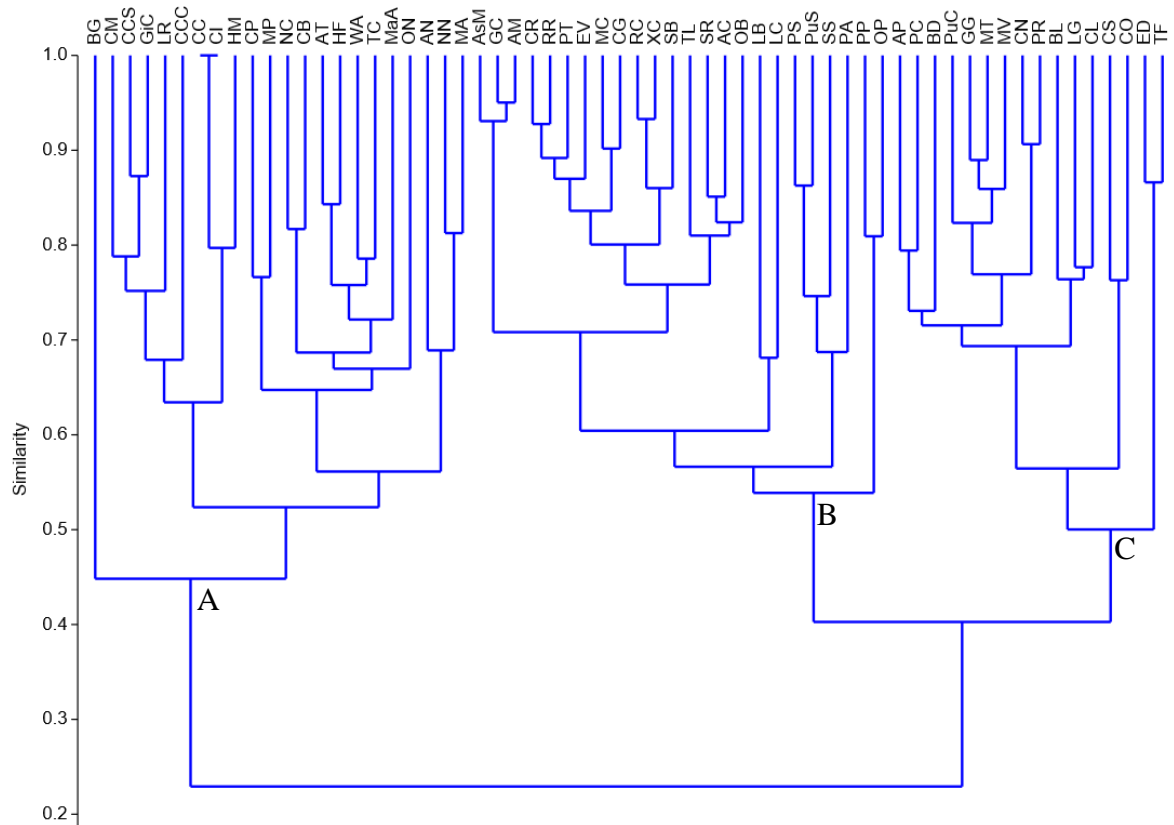 BG CM CCS GiC LR CCC CC CI HM CP MP NC CB AT HF WA TC MaA ON AN NN MA AsM GC AM CR RR PT EV MC CG RC XC SB TL SR AC OB LB LC PS PuS SS PA PP OP AP PC BD PuC GG MT MV CN PR BL LG CL CS CO ED TF
1.0
0.9
0.8
0.7
0.6
0.5
0.4
0.3
0.2
Similarity
A
B
C